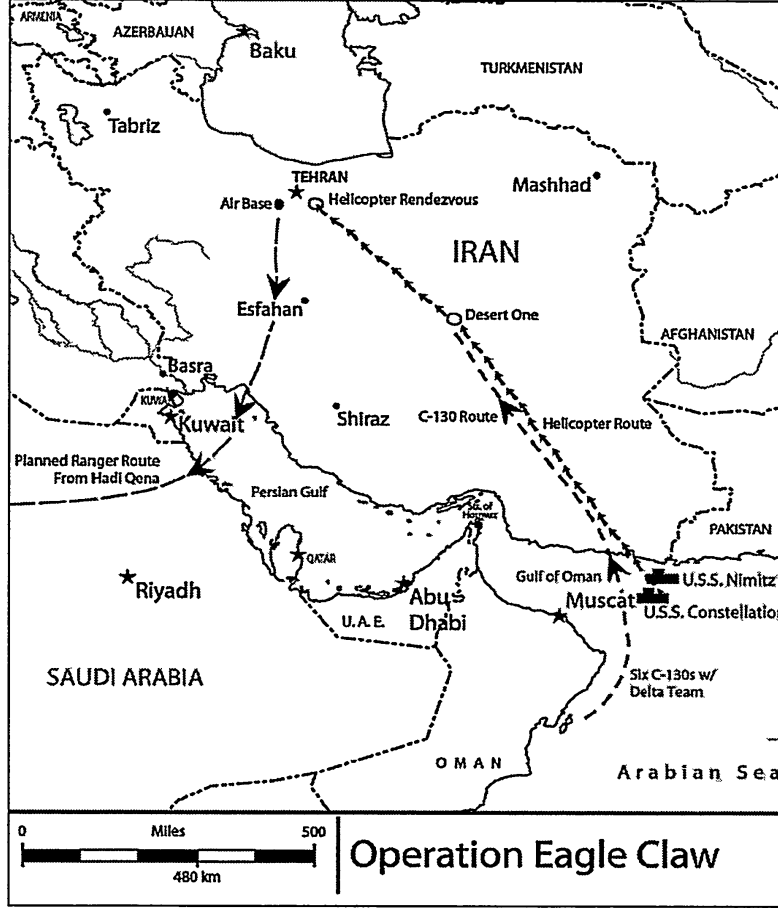 ARMENIA
AZERBAIJAN
Baku
TURKMENISTAN
Tabriz
TEHRAN
Mashhad
Air Base
Helicopter Rendezvous
IRAN
Esfahan
Desert One
AFGHANISTAN
Basra
KUWA
Kuwait
Shiraz
C-130 Route
Helicopter Route
Planned Ranger Route
From Hadi Qena
Persian Gulf
PAKISTAN
QATAR
Gulf of Oman
U.S.S. Nimitz
Riyadh
Abu
Dhabi
Muscat
U.S.S. Constellation
U.A.E.
SAUDI ARABIA
Six C-130s w/
Delta Team
OMAN
Arabian Sea
0 Miles 500
480 km
Operation Eagle Claw